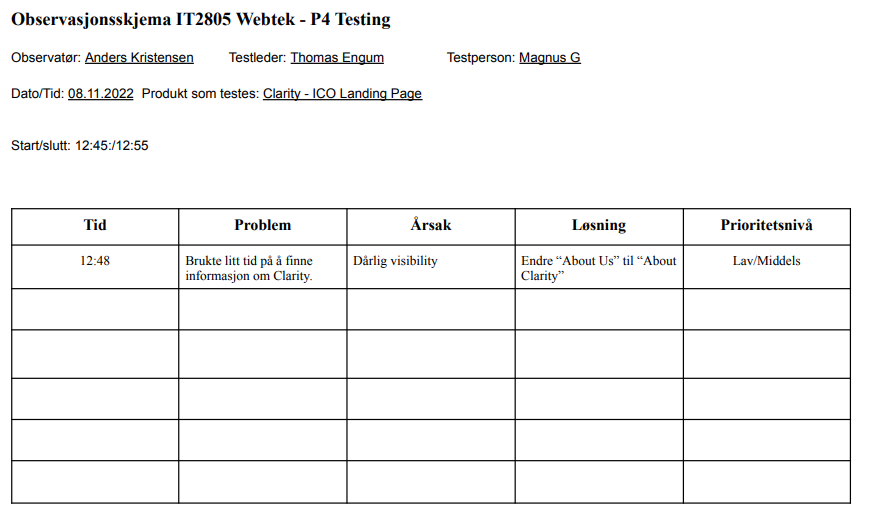 Observasjonsskjema IT2805 Webtek - P4 Testing
Observatør: Anders Kristensen Testleder: Thomas Engum Testperson: Magnus G
Dato/Tid: 08.11.2022 Produkt som testes: Clarity - ICO Landing Page
Start/slutt: 12:45:/12:55
Tid Problem Årsak Løsning Prioritetsnivå
12:48 Brukte litt tid på å finne Dårlig visibility Endre “About Us” til “About Lav/Middels
informasjon om Clarity. Clarity”